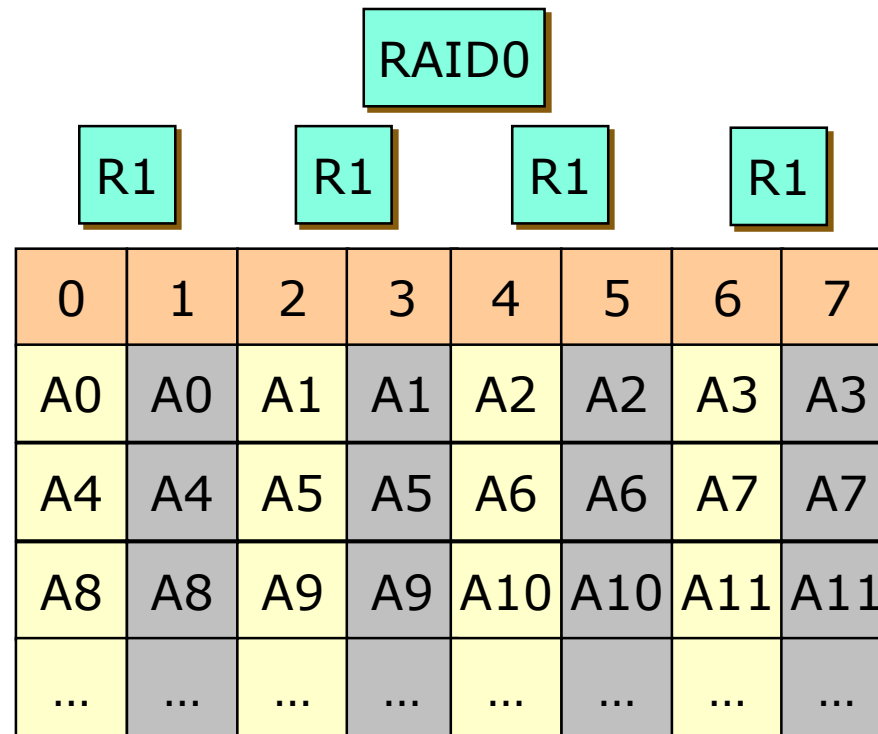 RAID0
R1 R1 R1 R1
0 1 2 3 4 5 6 7
A0 A0 A1 A1 A2 A2 A3 A3
A4 A4 A5 A5 A6 A6 A7 A7
A8 A8 A9 A9 A10 A10 A11 A11
... ... ... ... ... ... ... ...